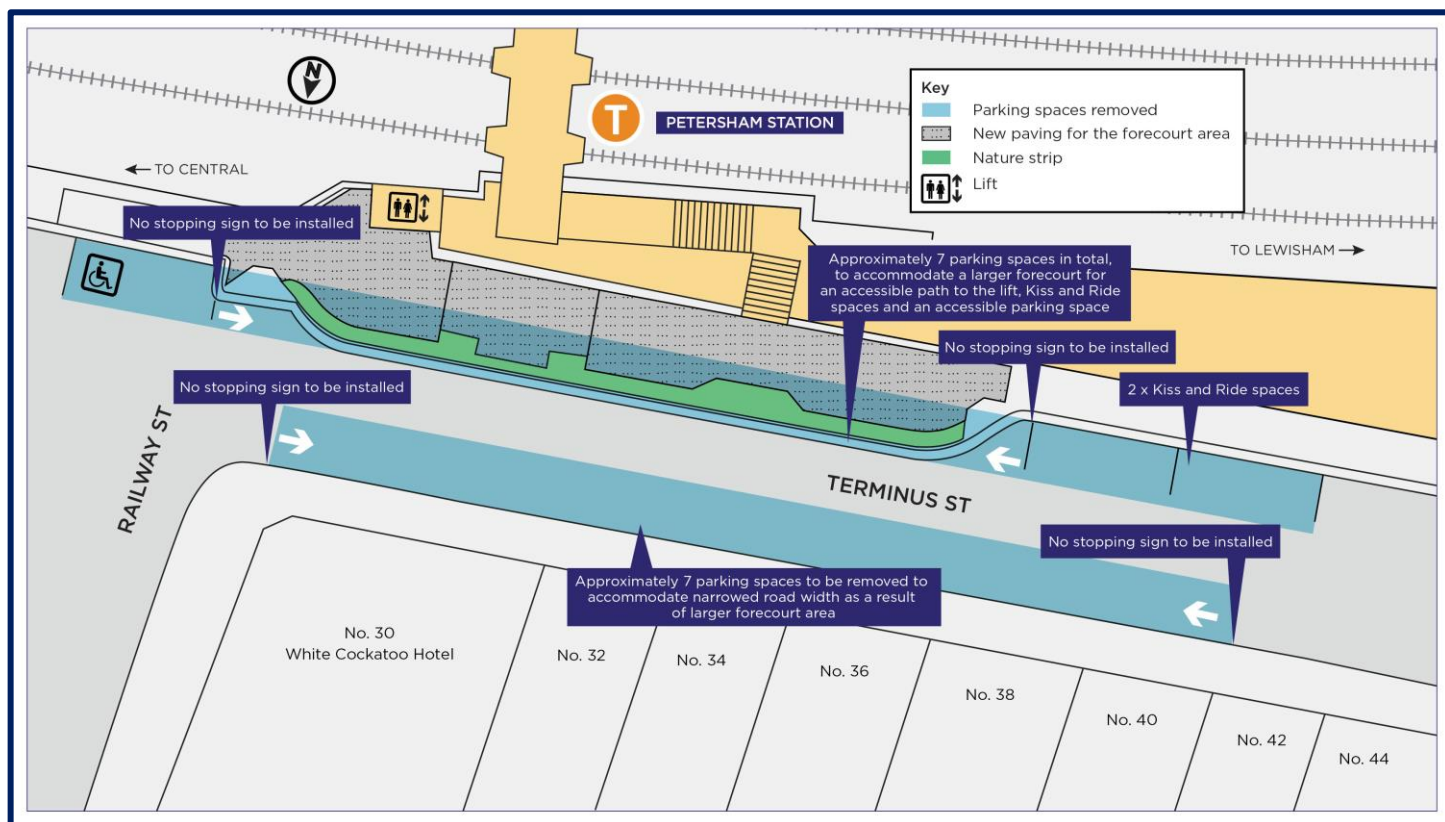 N
T
PETERSHAM STATION
Key
Parking spaces removed
New paving for the forecourt area
Nature strip
Lift
← TO CENTRAL
TO LEWISHAM →
No stopping sign to be installed
Approximately 7 parking spaces in total,
to accommodate a larger forecourt for
an accessible path to the lift, Kiss and Ride
spaces and an accessible parking space
No stopping sign to be installed
No stopping sign to be installed
2 x Kiss and Ride spaces
RAILWAY ST
TERMINUS ST
No stopping sign to be installed
Approximately 7 parking spaces to be removed to
accommodate narrowed road width as a result
of larger forecourt area
No. 30
White Cockatoo Hotel
No. 32
No. 34
No. 36
No. 38
No. 40
No. 42
No. 44